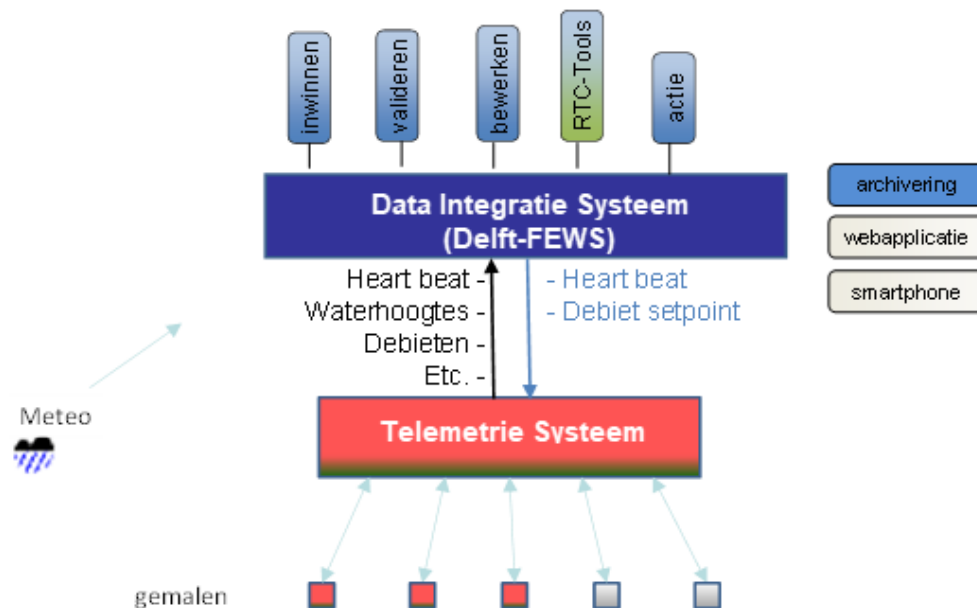 inwinnen
valideren
bewerken
RTC-Tools
actie
Data Integratie Systeem
(Delft-FEWS)
archivering
webapplicatie
smartphone
Heart beat -
Waterhoogtes -
Debieten -
Etc. -
- Heart beat
- Debiet setpoint
Meteo
Telemetrie Systeem
gemalen